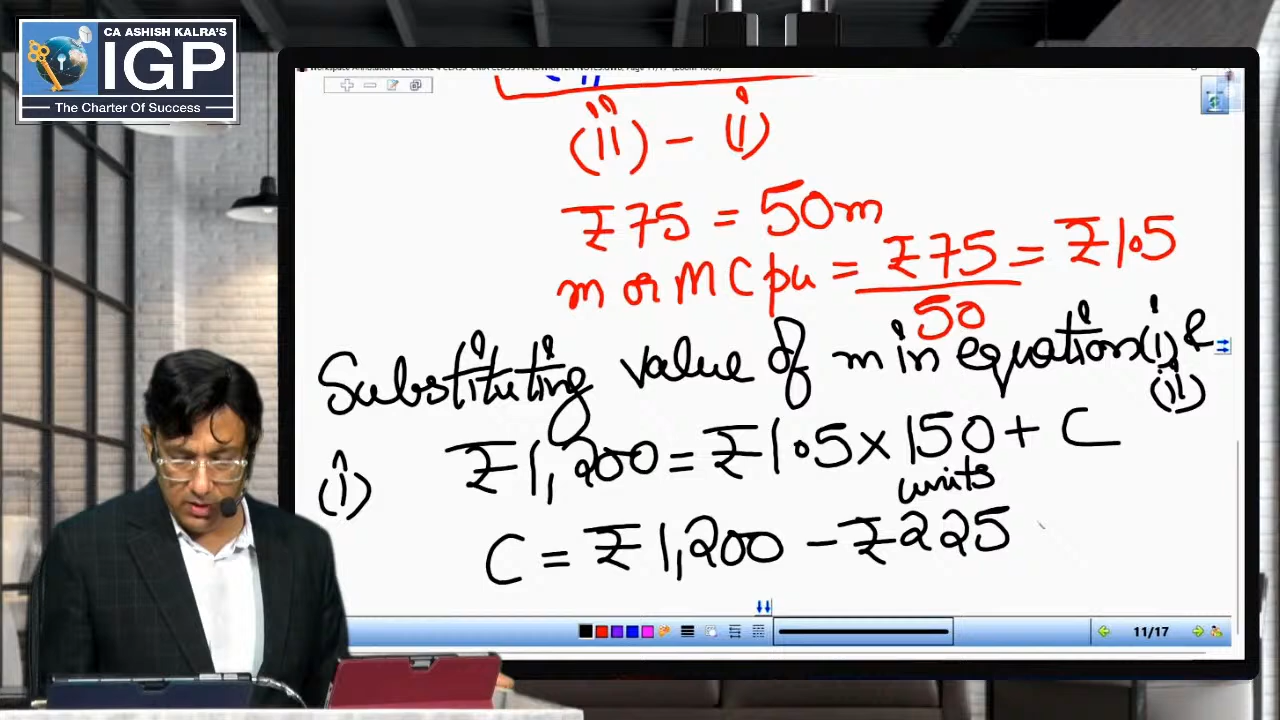 CA ASHISH KALRA'S
IGP
The Charter Of Success
(ii) - (i)
₹75 = 50m
m or MC pu = ₹75 = ₹1.5
50
Substituting value of m in equation (i) &
(ii)
(i) ₹1,200 = ₹1.5 × 150 + C
units
C = ₹1,200 - ₹225
11/17